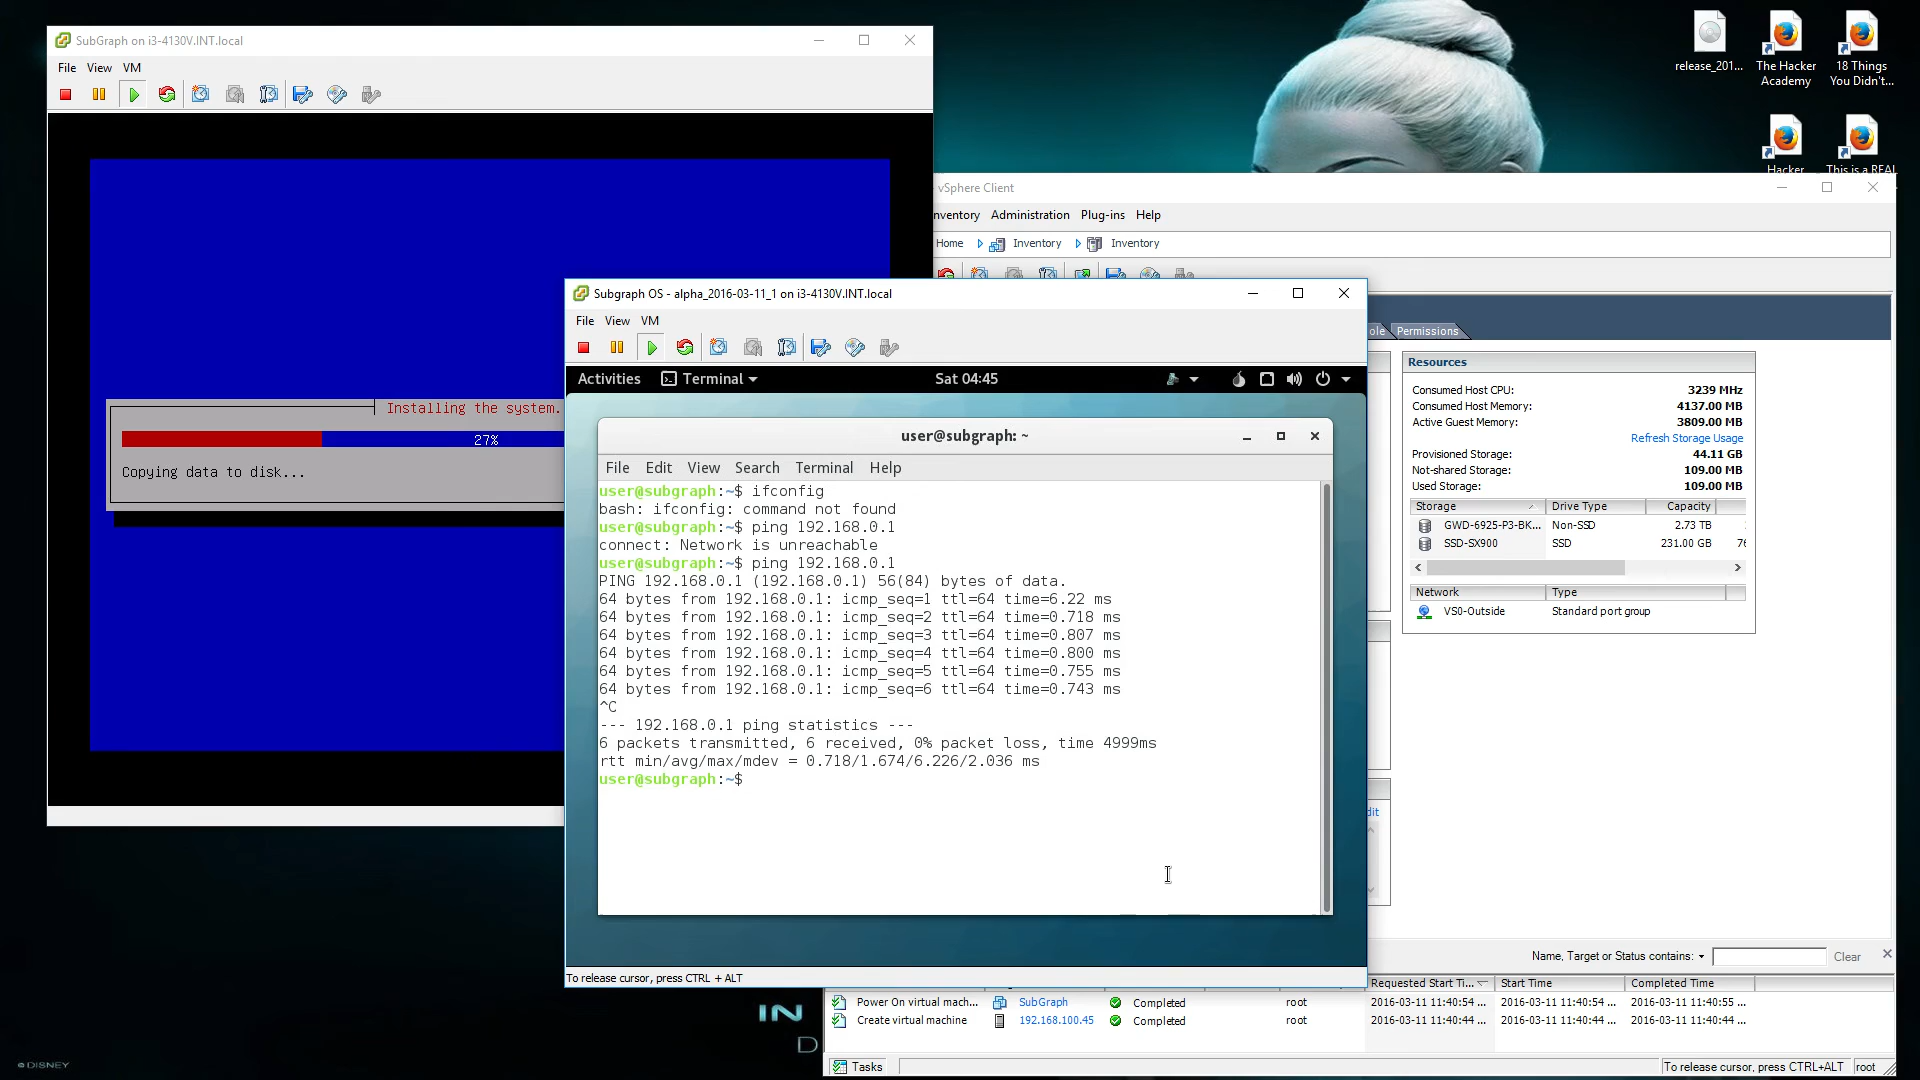 SubGraph on i3-4130V.INT.local
File View VM
Installing the system.
27%
Copying data to disk...
release_201...
The Hacker Academy
18 Things You Didn't...
Hacker
This is a REAL
vSphere Client
nventory Administration Plug-ins Help
Home Inventory Inventory
Subgraph OS - alpha_2016-03-11_1 on i3-4130V.INT.local
File View VM
Activities Terminal Sat 04:45
user@subgraph: ~
File Edit View Search Terminal Help
user@subgraph:~$ ifconfig
bash: ifconfig: command not found
user@subgraph:~$ ping 192.168.0.1
connect: Network is unreachable
user@subgraph:~$ ping 192.168.0.1
PING 192.168.0.1 (192.168.0.1) 56(84) bytes of data.
64 bytes from 192.168.0.1: icmp_seq=1 ttl=64 time=6.22 ms
64 bytes from 192.168.0.1: icmp_seq=2 ttl=64 time=0.718 ms
64 bytes from 192.168.0.1: icmp_seq=3 ttl=64 time=0.807 ms
64 bytes from 192.168.0.1: icmp_seq=4 ttl=64 time=0.800 ms
64 bytes from 192.168.0.1: icmp_seq=5 ttl=64 time=0.755 ms
64 bytes from 192.168.0.1: icmp_seq=6 ttl=64 time=0.743 ms
^C
--- 192.168.0.1 ping statistics ---
6 packets transmitted, 6 received, 0% packet loss, time 4999ms
rtt min/avg/max/mdev = 0.718/1.674/6.226/2.036 ms
user@subgraph:~$
To release cursor, press CTRL + ALT
ole Permissions
Resources
Consumed Host CPU: 3239 MHz
Consumed Host Memory: 4137.00 MB
Active Guest Memory: 3809.00 MB
Refresh Storage Usage
Provisioned Storage: 44.11 GB
Not-shared Storage: 109.00 MB
Used Storage: 109.00 MB
Storage Drive Type Capacity
GWD-6925-P3-BK... Non-SSD 2.73 TB
SSD-SX900 SSD 231.00 GB 76
Network Type
VS0-Outside Standard port group
dit
Name, Target or Status contains: Clear
Requested Start Ti... Start Time Completed Time
Power On virtual mach... SubGraph Completed root 2016-03-11 11:40:54 ... 2016-03-11 11:40:54 ... 2016-03-11 11:40:55 ...
Create virtual machine 192.168.100.45 Completed root 2016-03-11 11:40:44 ... 2016-03-11 11:40:44 ... 2016-03-11 11:40:44 ...
Tasks To release cursor, press CTRL+ALT root
IN
D
©DISNEY